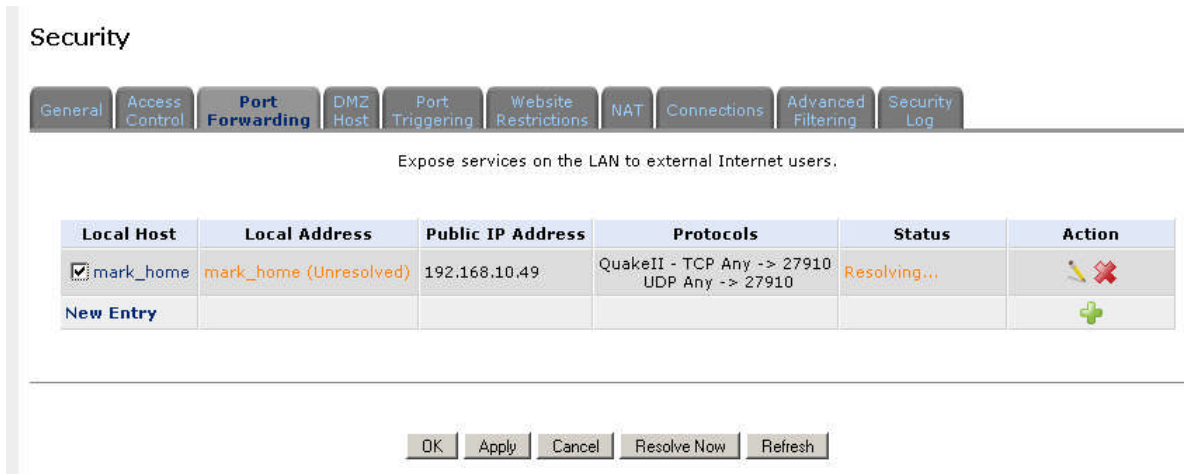 Security
General
Access
Control
Port
Forwarding
DMZ
Host
Port
Triggering
Website
Restrictions
NAT
Connections
Advanced
Filtering
Security
Log
Expose services on the LAN to external Internet users.
Local Host Local Address Public IP Address Protocols Status Action
mark_home mark_home (Unresolved) 192.168.10.49 QuakeII - TCP Any -> 27910
UDP Any -> 27910
Resolving...
New Entry
OK Apply Cancel Resolve Now Refresh